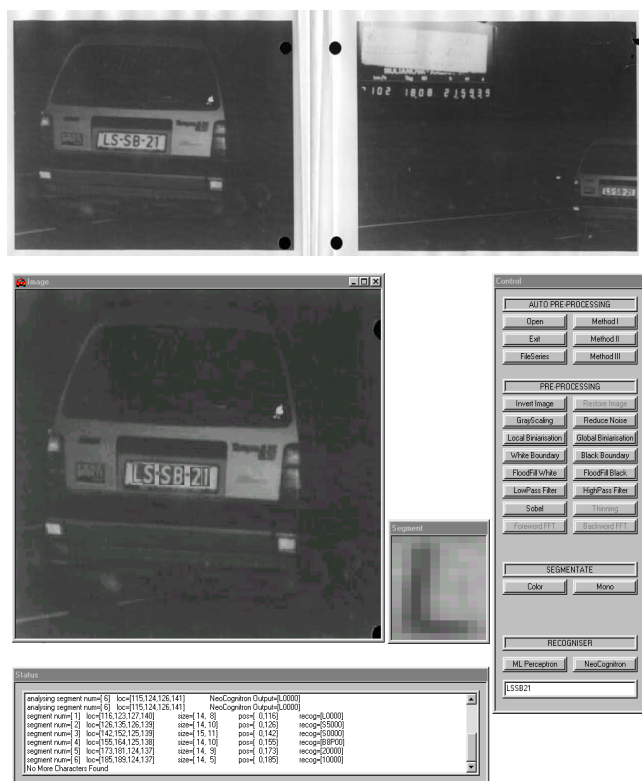 LS-SB-21
102 18.08 21.59.39
LS-SB-21
Image
LS-SB-21
Segment
Control
AUTO PRE-PROCESSING
Open Method I
Exit Method II
FileSeries Method III
PRE-PROCESSING
Invert Image Restore Image
GrayScaling Reduce Noise
Local Biniarisation Global Biniarisation
White Boundary Black Boundary
FloodFill White FloodFill Black
LowPass Filter HighPass Filter
Sobel Thinning
Foreword FFT Backword FFT
SEGMENTATE
Color Mono
RECOGNISER
ML Perceptron NeoCognitron
LSSB21
Status
analysing segment num=[ 6] loc=[115,124,126,141] NeoCognitron Output=[L0000]
analysing segment num=[ 6] loc=[115,124,126,141] NeoCognitron Output=[L0000]
segment num=[ 1] loc=[116,123,127,140] size=[ 14, 8] pos=[ 0,116] recog=[L0000]
segment num=[ 2] loc=[126,135,126,139] size=[ 14, 10] pos=[ 0,126] recog=[S5000]
segment num=[ 3] loc=[142,152,125,139] size=[ 15, 11] pos=[ 0,142] recog=[S0000]
segment num=[ 4] loc=[155,164,125,138] size=[ 14, 10] pos=[ 0,155] recog=[B8P00]
segment num=[ 5] loc=[173,181,124,137] size=[ 14, 9] pos=[ 0,173] recog=[20000]
segment num=[ 6] loc=[185,189,124,137] size=[ 14, 5] pos=[ 0,185] recog=[10000]
No More Characters Found